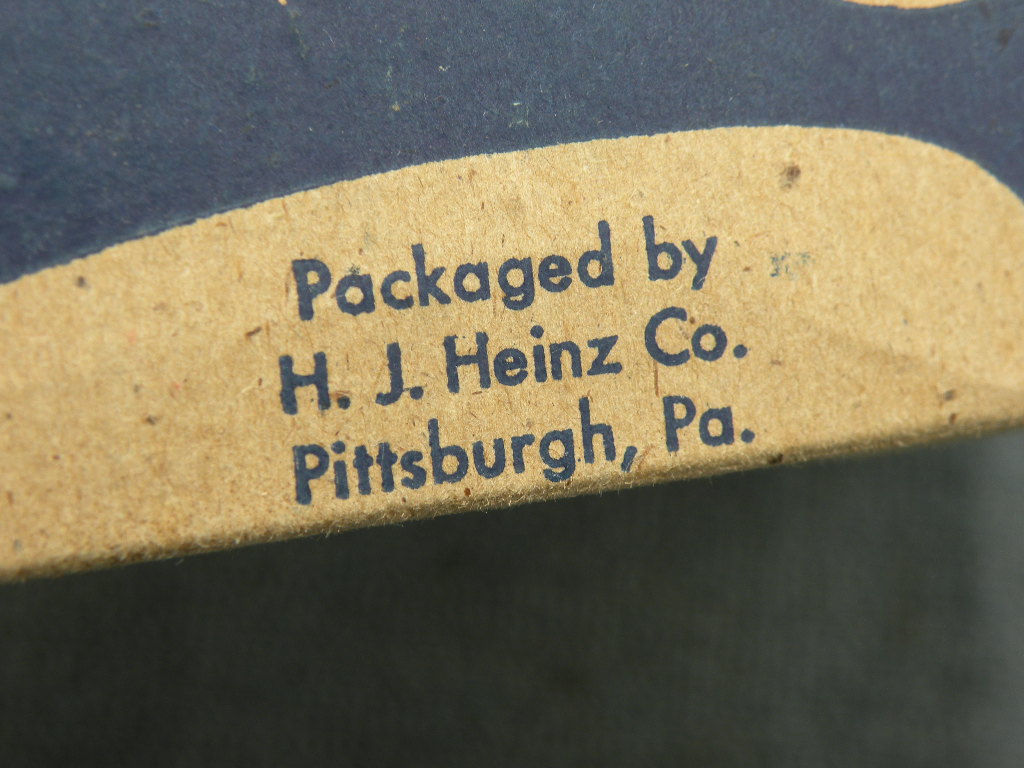 Packaged by
H. J. Heinz Co.
Pittsburgh, Pa.